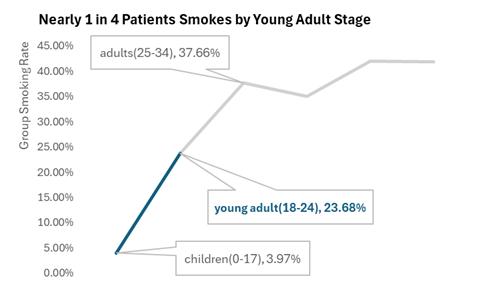 Nearly 1 in 4 Patients Smokes by Young Adult Stage
Group Smoking Rate
45.00%
40.00%
35.00%
30.00%
25.00%
20.00%
15.00%
10.00%
5.00%
0.00%
adults(25-34), 37.66%
young adult(18-24), 23.68%
children(0-17), 3.97%